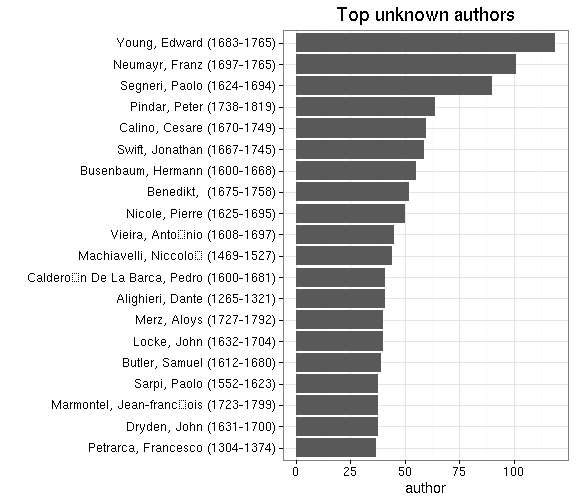 Top unknown authors
Young, Edward (1683-1765)
Neumayr, Franz (1697-1765)
Segneri, Paolo (1624-1694)
Pindar, Peter (1738-1819)
Calino, Cesare (1670-1749)
Swift, Jonathan (1667-1745)
Busenbaum, Hermann (1600-1668)
Benedikt,  (1675-1758)
Nicole, Pierre (1625-1695)
Vieira, Anto□nio (1608-1697)
Machiavelli, Niccolo□ (1469-1527)
Caldero□n De La Barca, Pedro (1600-1681)
Alighieri, Dante (1265-1321)
Merz, Aloys (1727-1792)
Locke, John (1632-1704)
Butler, Samuel (1612-1680)
Sarpi, Paolo (1552-1623)
Marmontel, Jean-franc□ois (1723-1799)
Dryden, John (1631-1700)
Petrarca, Francesco (1304-1374)
0 25 50 75 100
author